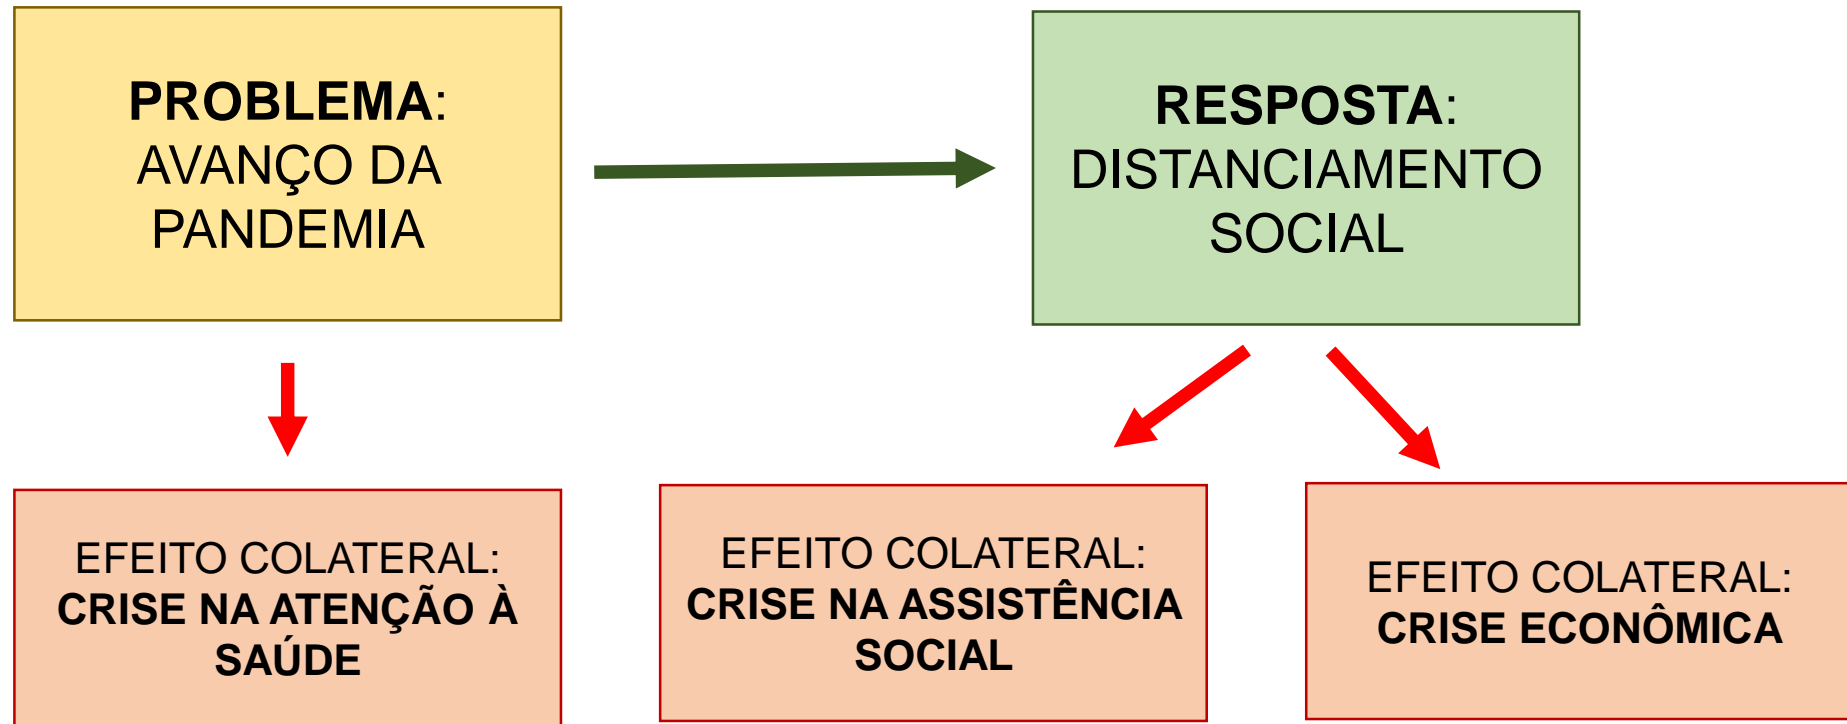 PROBLEMA:
AVANÇO DA
PANDEMIA
RESPOSTA:
DISTANCIAMENTO
SOCIAL
EFEITO COLATERAL:
CRISE NA ATENÇÃO À
SAÚDE
EFEITO COLATERAL:
CRISE NA ASSISTÊNCIA
SOCIAL
EFEITO COLATERAL:
CRISE ECONÔMICA